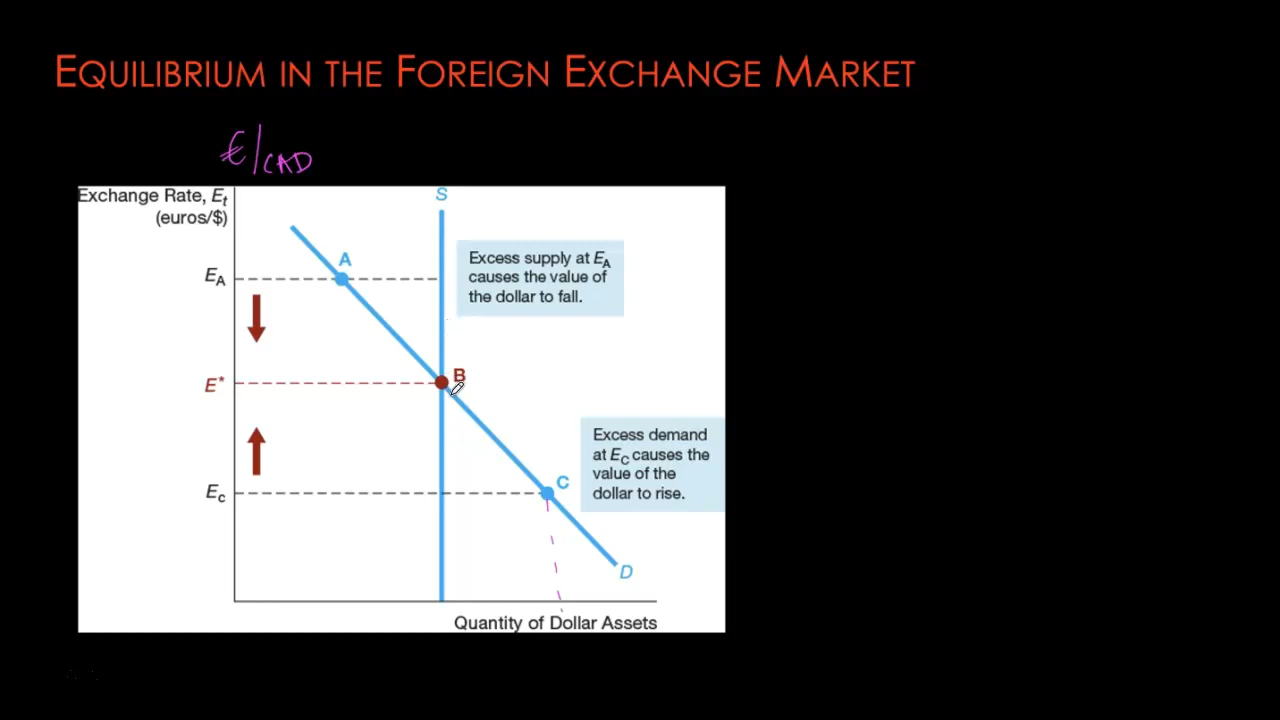 EQUILIBRIUM IN THE FOREIGN EXCHANGE MARKET
€/CAD
Exchange Rate, Et
(euros/$)
S
A
Excess supply at EA
causes the value of
the dollar to fall.
EA
B
E*
Excess demand
at EC causes the
value of the
dollar to rise.
C
Ec
D
Quantity of Dollar Assets